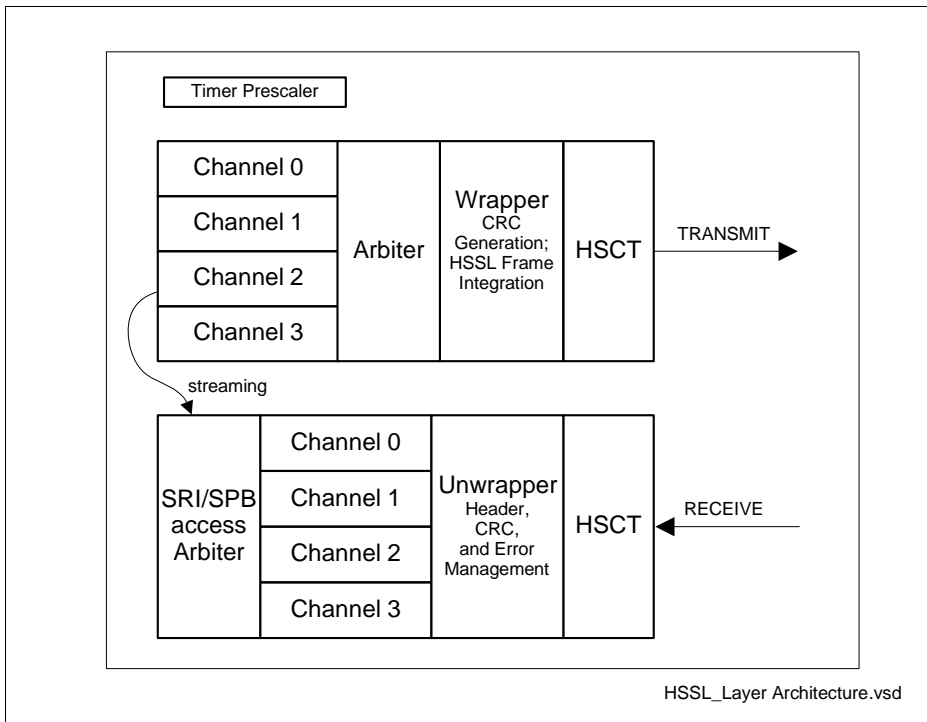 Timer Prescaler
Channel 0
Channel 1
Channel 2
Channel 3
Arbiter
Wrapper
CRC
Generation;
HSSL Frame
Integration
HSCT
TRANSMIT
streaming
SRI/SPB
access
Arbiter
Channel 0
Channel 1
Channel 2
Channel 3
Unwrapper
Header,
CRC,
and Error
Management
HSCT
RECEIVE
HSSL_Layer Architecture.vsd